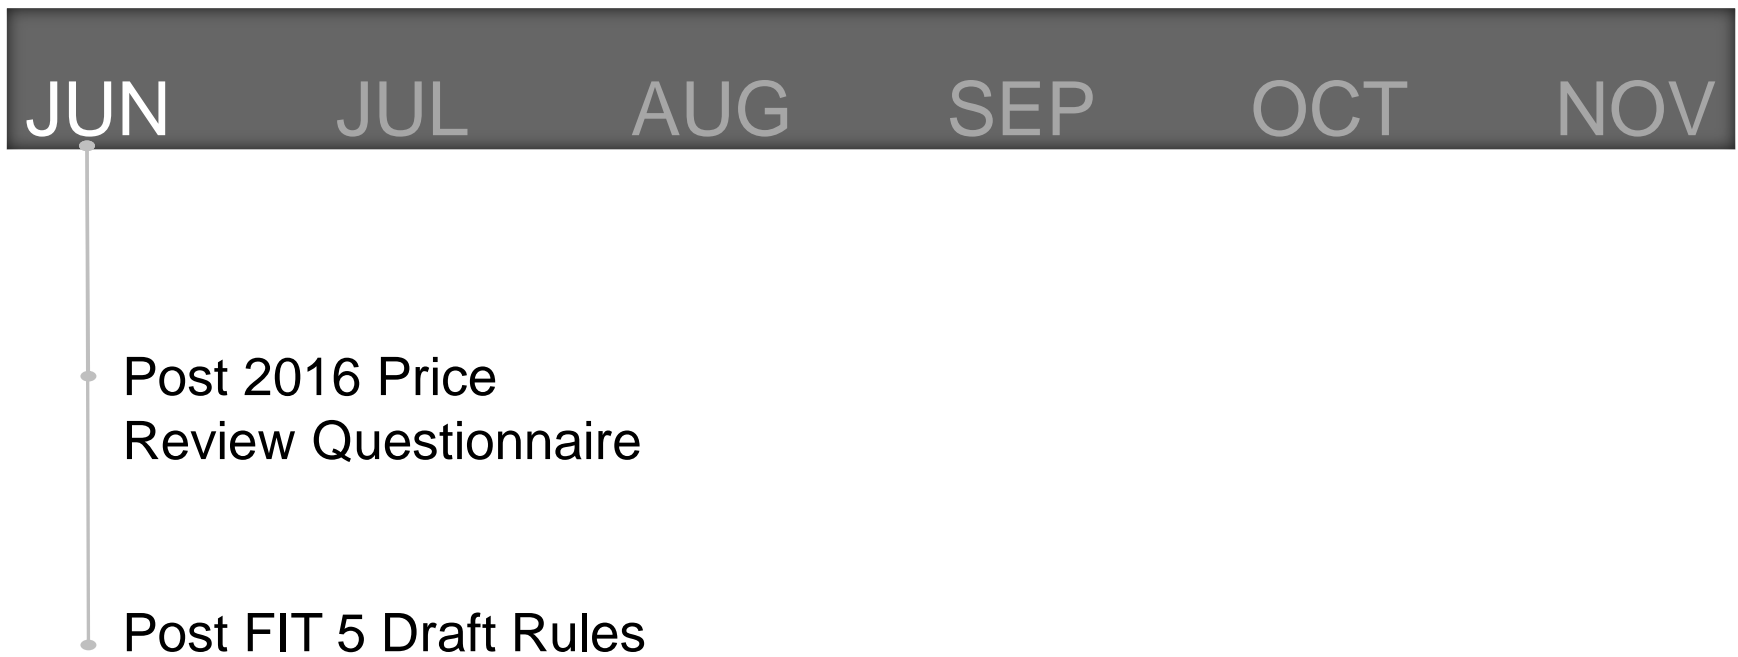 JUN JUL AUG SEP OCT NOV
Post 2016 Price
Review Questionnaire
Post FIT 5 Draft Rules